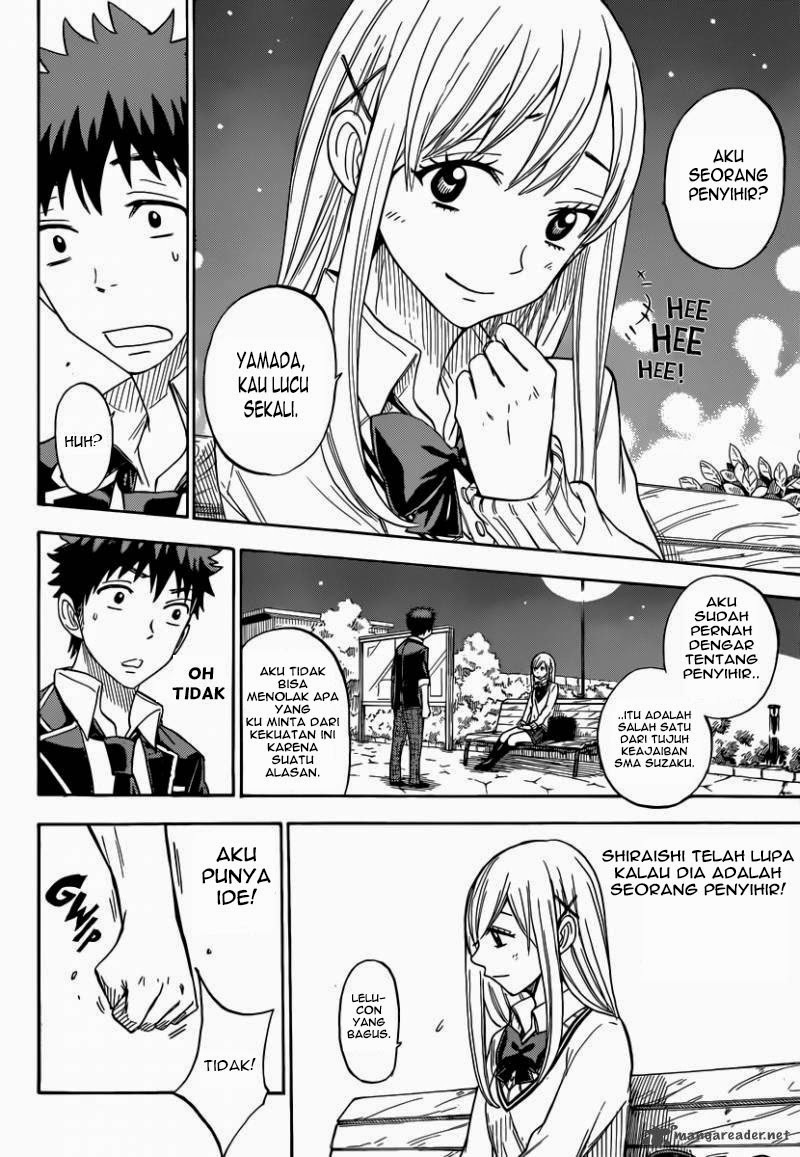 AKU
SEORANG
PENYIHIR?
HEE
HEE
HEE!
YAMADA,
KAU LUCU
SEKALI.
HUH?
AKU
SUDAH
PERNAH
DENGAR
TENTANG
PENYIHIR..
..ITU ADALAH
SALAH SATU
DARI TUJUH
KEAJAIBAN
SMA SUZAKU.
AKU TIDAK
BISA
MENOLAK APA
YANG
KU MINTA DARI
KEKUATAN INI
KARENA
SUATU
ALASAN.
OH
TIDAK
SHIRAISHI TELAH LUPA
KALAU DIA ADALAH
SEORANG PENYIHIR!
LELU-
CON
YANG
BAGUS.
AKU
PUNYA
IDE!
GWIP
TIDAK!
mangareader.net